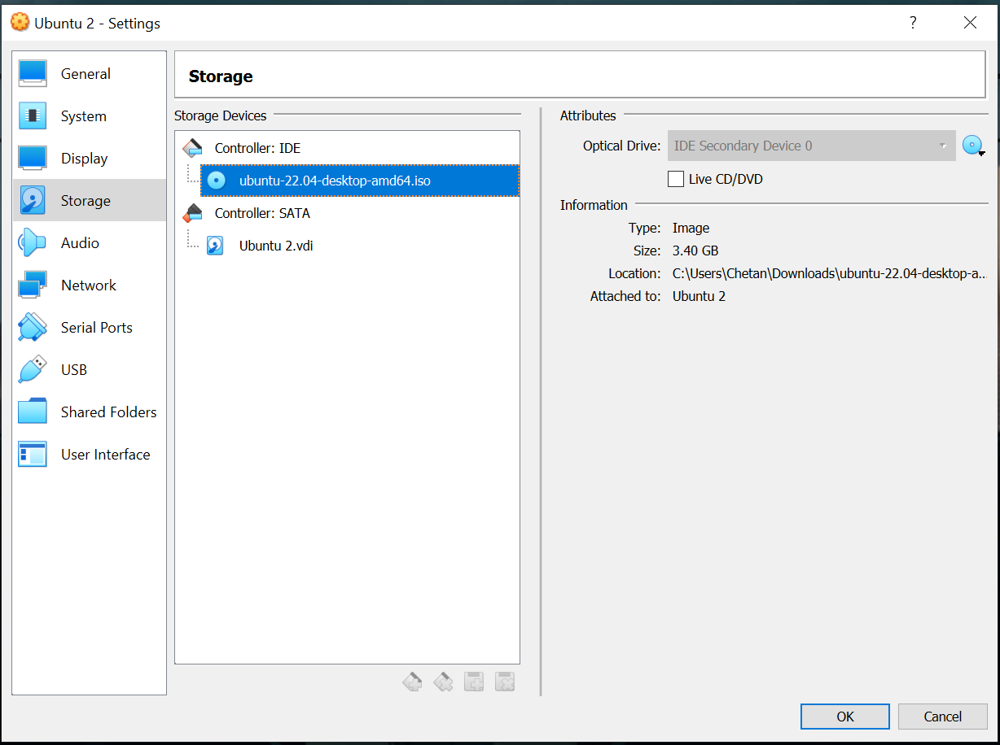 Ubuntu 2 - Settings
?
General
System
Display
Storage
Audio
Network
Serial Ports
USB
Shared Folders
User Interface
Storage
Storage Devices
Controller: IDE
ubuntu-22.04-desktop-amd64.iso
Controller: SATA
Ubuntu 2.vdi
Attributes
Optical Drive: IDE Secondary Device 0
Live CD/DVD
Information
Type: Image
Size: 3.40 GB
Location: C:\Users\Chetan\Downloads\ubuntu-22.04-desktop-a...
Attached to: Ubuntu 2
OK Cancel